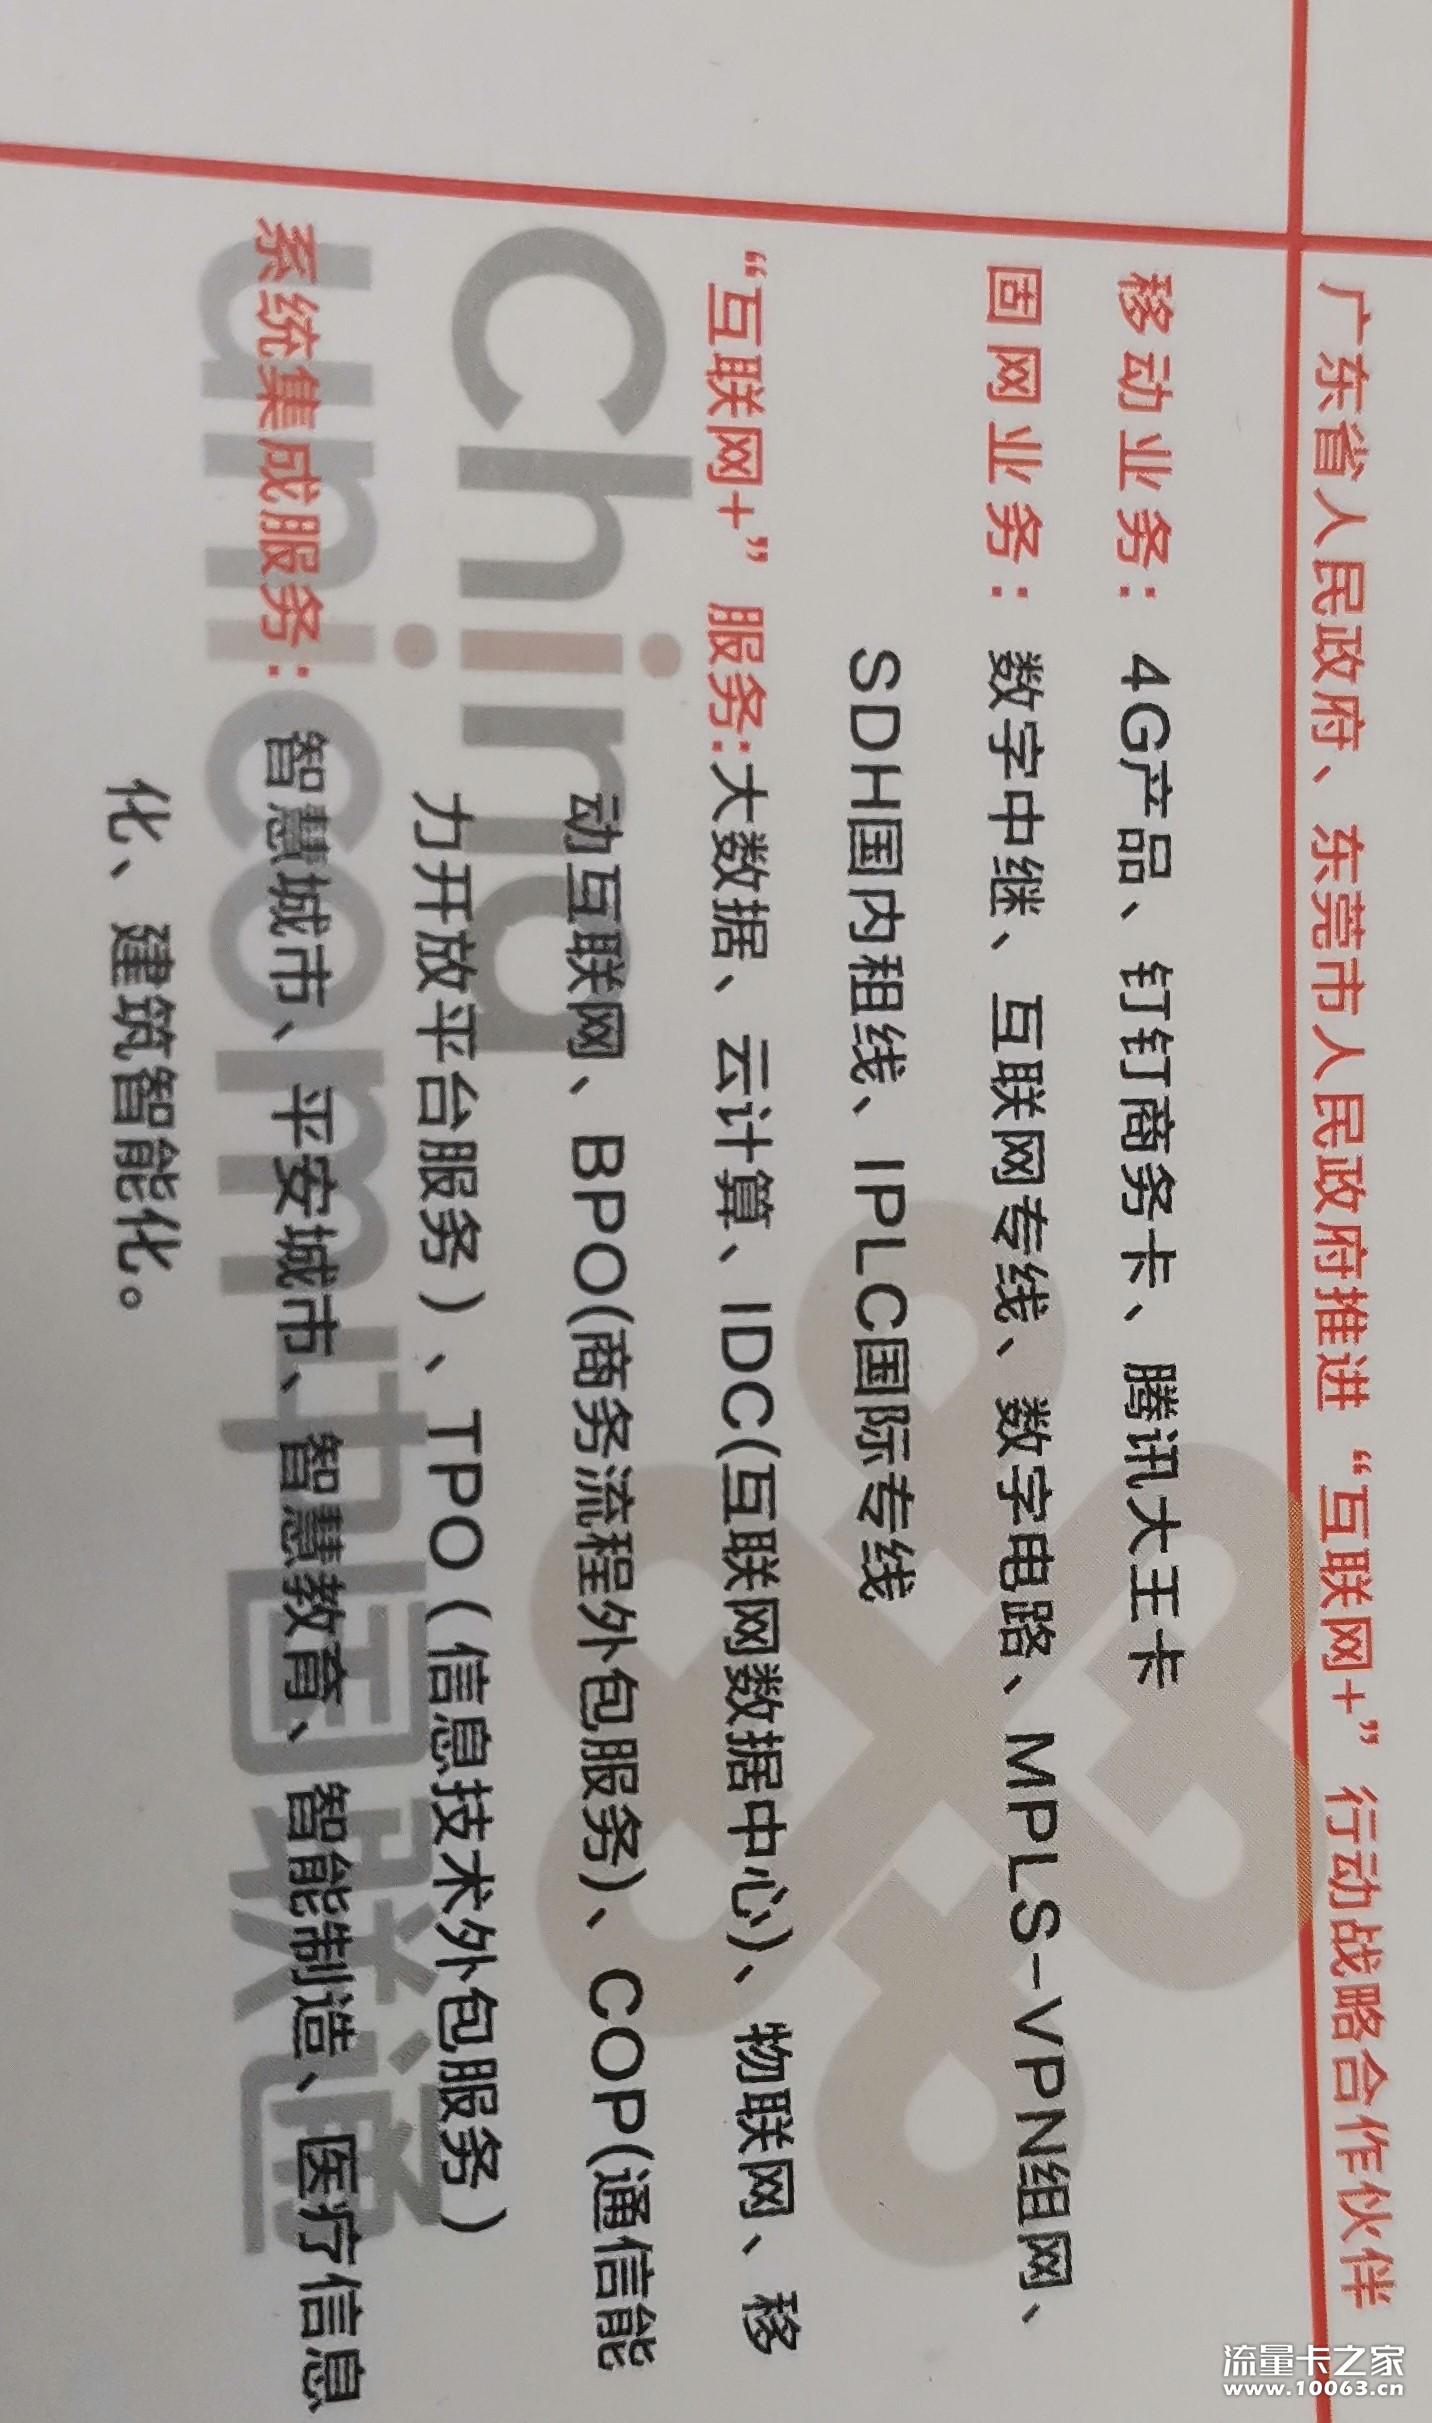 广东省人民政府、东莞市人民政府推进“互联网+”行动战略合作伙伴
移动业务：4G产品、钉钉商务卡、腾讯大王卡
固网业务：数字中继、互联网专线、数字电路、MPLS-VPN组网、
SDH国内租线、IPLC国际专线
“互联网+”服务:大数据、云计算、IDC(互联网数据中心)、物联网、移
动互联网、BPO(商务流程外包服务)、COP(通信能
力开放平台服务）、TPO（信息技术外包服务）
系统集成服务：智慧城市、平安城市、智慧教育、智能制造、医疗信息
化、建筑智能化。
China
unicom中国联通
流量卡之家
www.10063.cn